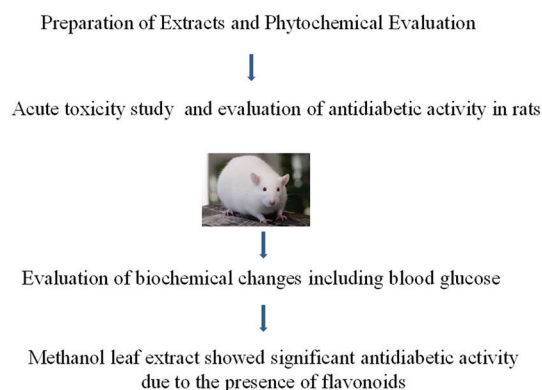 Preparation of Extracts and Phytochemical Evaluation
Acute toxicity study and evaluation of antidiabetic activity in rats
Evaluation of biochemical changes including blood glucose
Methanol leaf extract showed significant antidiabetic activity
due to the presence of flavonoids